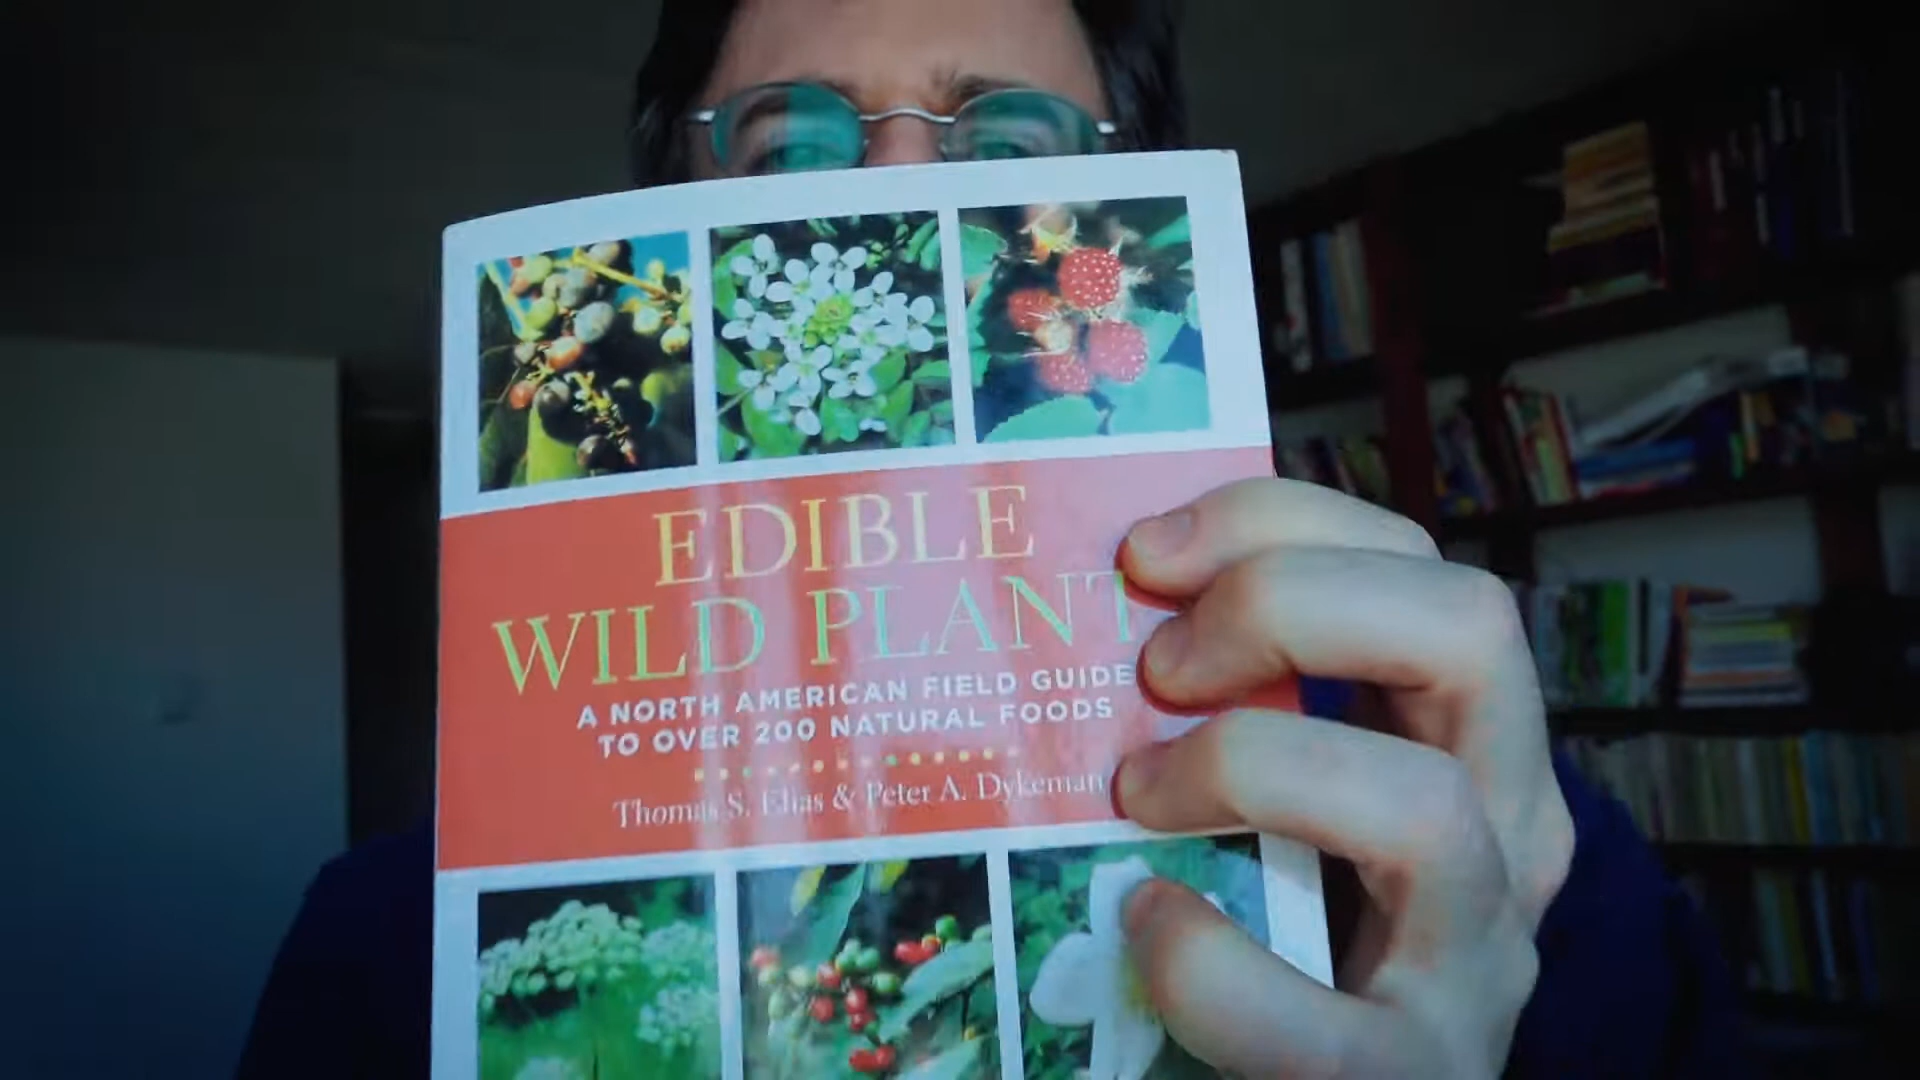 EDIBLE
WILD PLANT
A NORTH AMERICAN FIELD GUIDE
TO OVER 200 NATURAL FOODS
Thomas S. Elias & Peter A. Dykeman